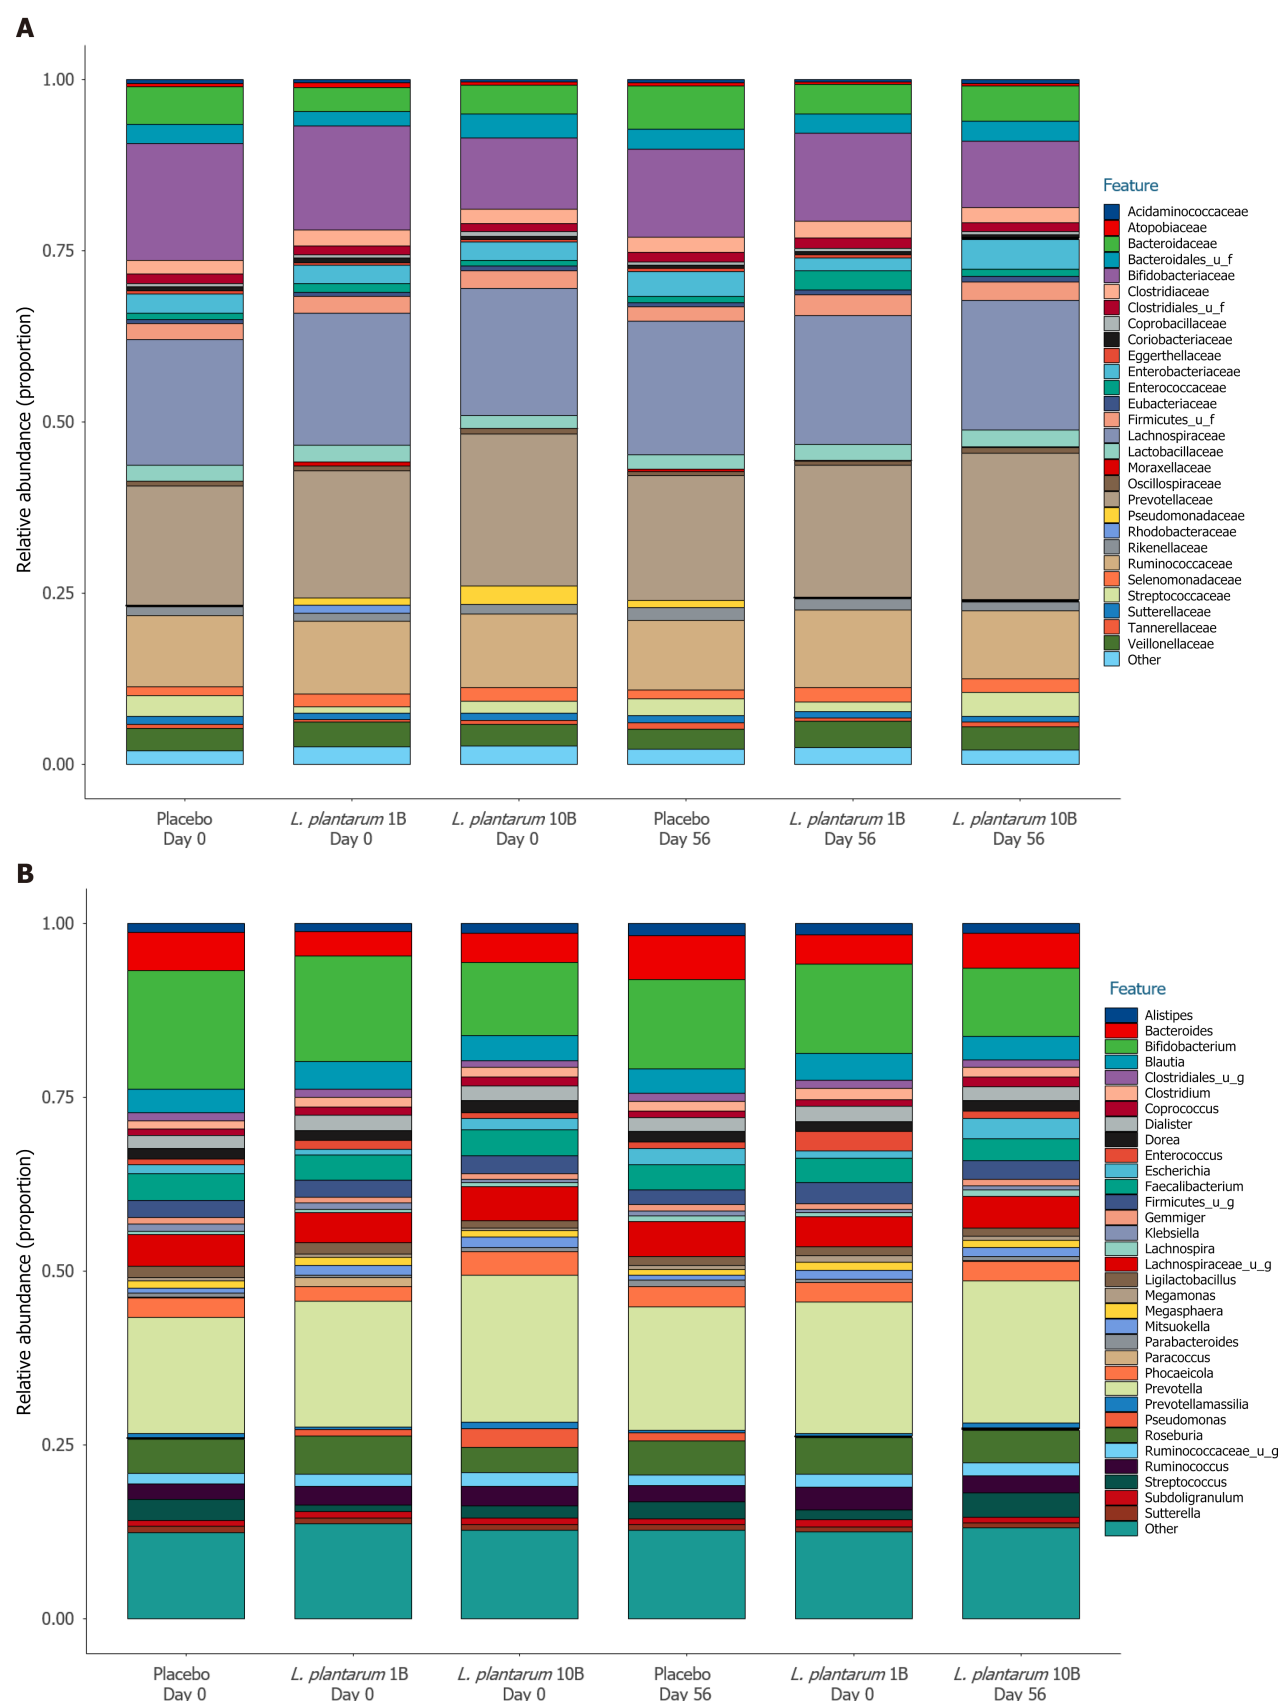 A
Relative abundance (proportion)
1.00
0.75
0.50
0.25
0.00
Placebo
Day 0
L. plantarum 1B
Day 0
L. plantarum 10B
Day 0
Placebo
Day 56
L. plantarum 1B
Day 56
L. plantarum 10B
Day 56
Feature
Acidaminococcaceae
Atopobiaceae
Bacteroidaceae
Bacteroidales_u_f
Bifidobacteriaceae
Clostridiaceae
Clostridiales_u_f
Coprobacillaceae
Coriobacteriaceae
Eggerthellaceae
Enterobacteriaceae
Enterococcaceae
Eubacteriaceae
Firmicutes_u_f
Lachnospiraceae
Lactobacillaceae
Moraxellaceae
Oscillospiraceae
Prevotellaceae
Pseudomonadaceae
Rhodobacteraceae
Rikenellaceae
Ruminococcaceae
Selenomonadaceae
Streptococcaceae
Sutterellaceae
Tannerellaceae
Veillonellaceae
Other
B
Relative abundance (proportion)
1.00
0.75
0.50
0.25
0.00
Placebo
Day 0
L. plantarum 1B
Day 0
L. plantarum 10B
Day 0
Placebo
Day 56
L. plantarum 1B
Day 0
L. plantarum 10B
Day 56
Feature
Alistipes
Bacteroides
Bifidobacterium
Blautia
Clostridiales_u_g
Clostridium
Coprococcus
Dialister
Dorea
Enterococcus
Escherichia
Faecalibacterium
Firmicutes_u_g
Gemmiger
Klebsiella
Lachnospira
Lachnospiraceae_u_g
Ligilactobacillus
Megamonas
Megasphaera
Mitsuokella
Parabacteroides
Paracoccus
Phocaeicola
Prevotella
Prevotellamassilia
Pseudomonas
Roseburia
Ruminococcaceae_u_g
Ruminococcus
Streptococcus
Subdoligranulum
Sutterella
Other